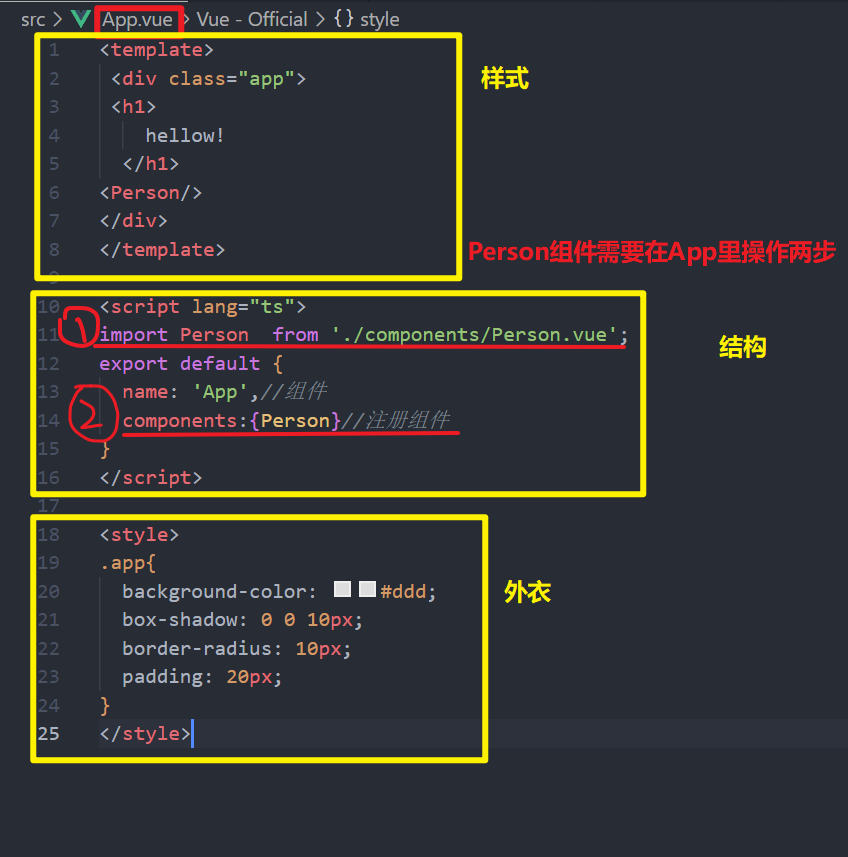 src > App.vue > Vue - Official > {} style
1 <template>
2 <div class="app">
样式
3 <h1>
4 hellow!
5 </h1>
6 <Person/>
7 </div>
8 </template>
Person组件需要在App里操作两步
9
10 <script lang="ts">
1
11 import Person  from './components/Person.vue';
结构
12 export default {
13 name: 'App',//组件
2
14 components:{Person}//注册组件
15 }
16 </script>
17
18 <style>
19 .app{
20 background-color: #ddd;
外衣
21 box-shadow: 0 0 10px;
22 border-radius: 10px;
23 padding: 20px;
24 }
25 </style>